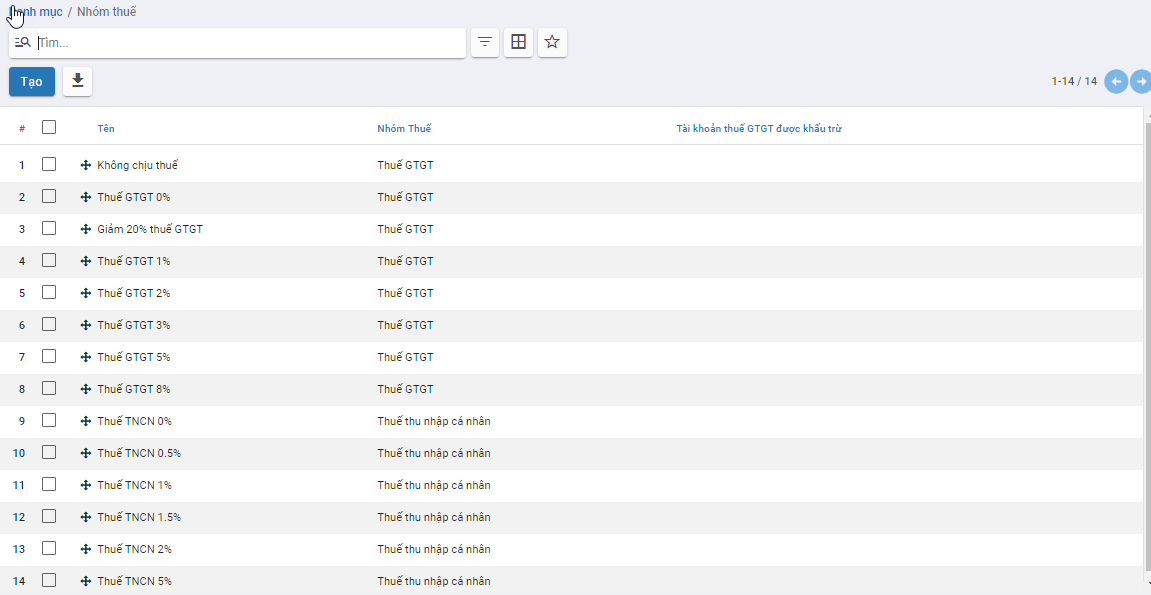 Danh mục / Nhóm thuế
Tìm...
Tạo
1-14 / 14
# Tên Nhóm Thuế Tài khoản thuế GTGT được khấu trừ
1 Không chịu thuế Thuế GTGT
2 Thuế GTGT 0% Thuế GTGT
3 Giảm 20% thuế GTGT Thuế GTGT
4 Thuế GTGT 1% Thuế GTGT
5 Thuế GTGT 2% Thuế GTGT
6 Thuế GTGT 3% Thuế GTGT
7 Thuế GTGT 5% Thuế GTGT
8 Thuế GTGT 8% Thuế GTGT
9 Thuế TNCN 0% Thuế thu nhập cá nhân
10 Thuế TNCN 0.5% Thuế thu nhập cá nhân
11 Thuế TNCN 1% Thuế thu nhập cá nhân
12 Thuế TNCN 1.5% Thuế thu nhập cá nhân
13 Thuế TNCN 2% Thuế thu nhập cá nhân
14 Thuế TNCN 5% Thuế thu nhập cá nhân